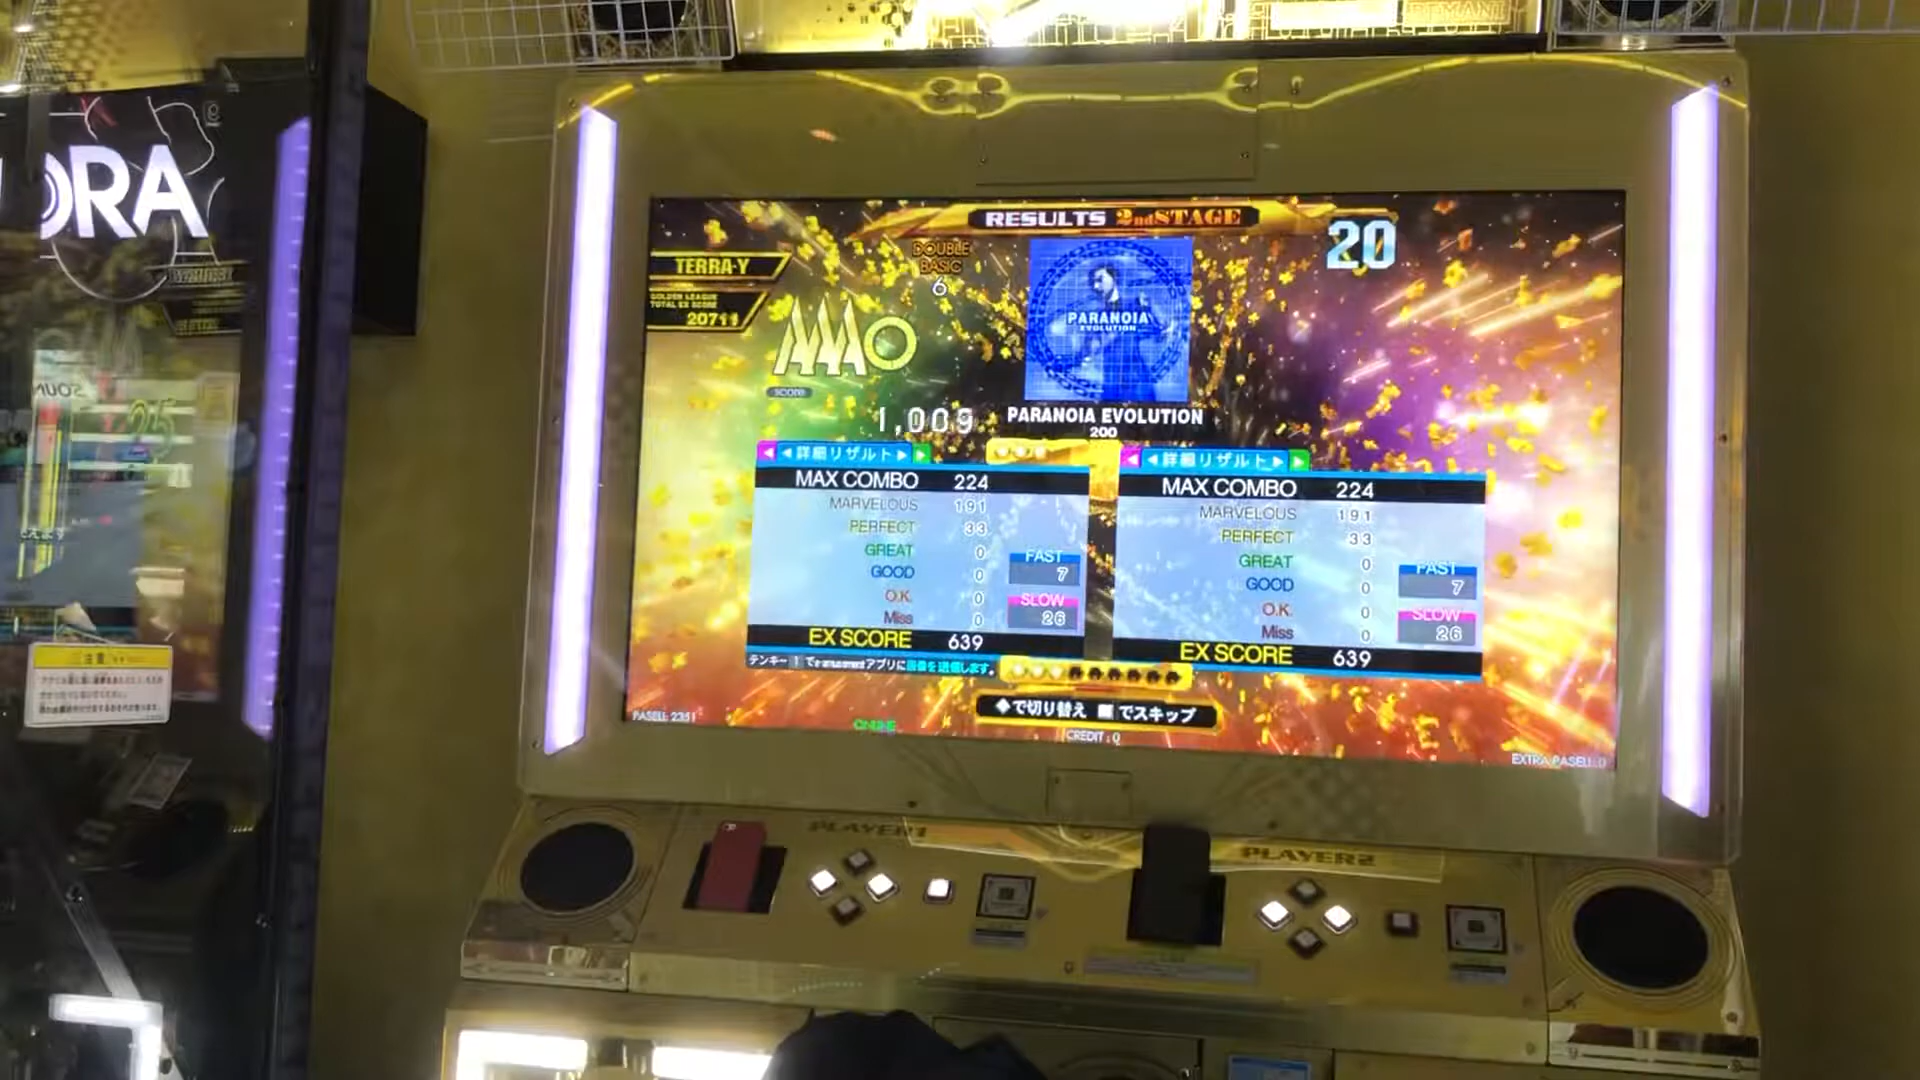 BEMANI
ORA
RESULTS 2nd STAGE
20
TERRA-Y
GOLDEN LEAGUE
TOTAL EX SCORE
20711
DOUBLE
BASIC
6
AAA
PARANOIA
EVOLUTION
score
1,009
PARANOIA EVOLUTION
200
詳細リザルト
MAX COMBO 224
MARVELOUS 191
PERFECT 33
GREAT 0
GOOD 0
O.K. 0
Miss 0
FAST
7
SLOW
26
EX SCORE 639
詳細リザルト
MAX COMBO 224
MARVELOUS 191
PERFECT 33
GREAT 0
GOOD 0
O.K. 0
Miss 0
FAST
7
SLOW
26
EX SCORE 639
テンキー 1 でe-amusementアプリに画像を送信します。
◆で切り替え ■でスキップ
PASELI: 2351
ONLINE
CREDIT : 0
EXTRA PASELI: 0
PLAYER1
PLAYER2
注意